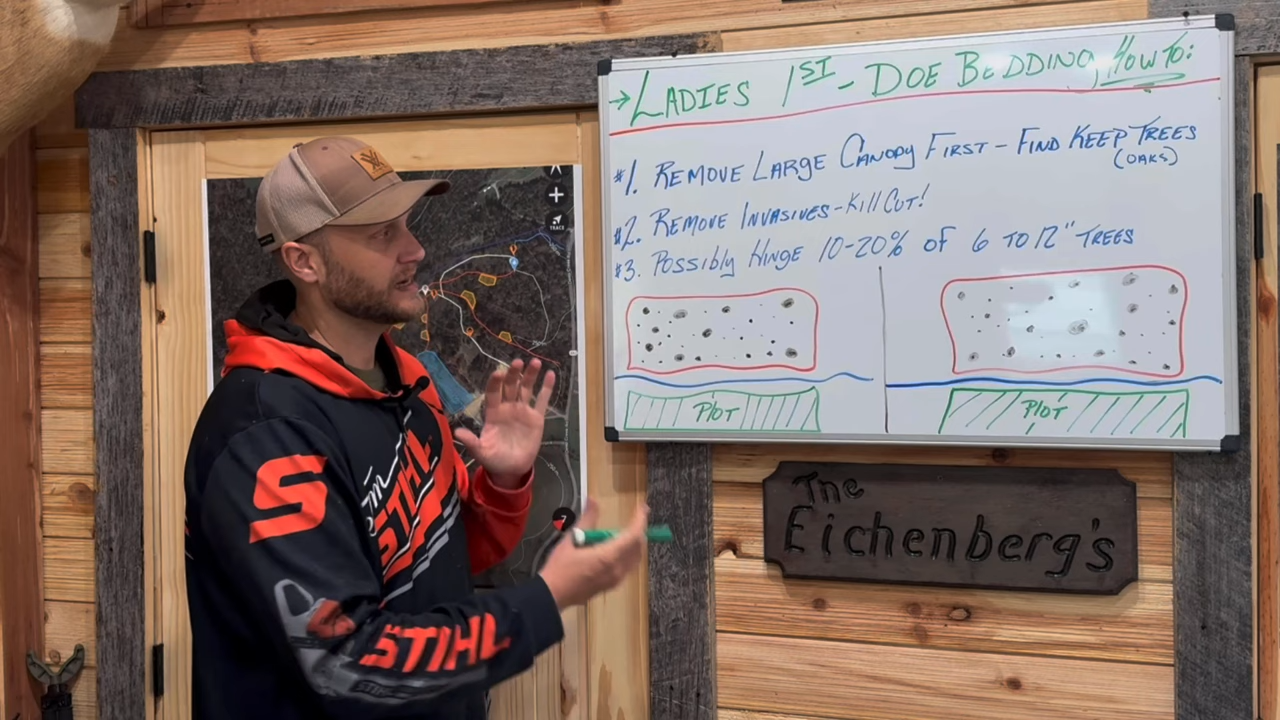 → LADIES 1ST - DOE BEDDING, HOW TO:
#1. REMOVE LARGE CANOPY FIRST - FIND KEEP TREES
(OAKS)
#2. REMOVE INVASIVES - KILL CUT!
#3. POSSIBLY HINGE 10-20% OF 6 TO 12" TREES
PLOT
PLOT
The
Eichenberg's
TRACE
S
STIHL
STIHL